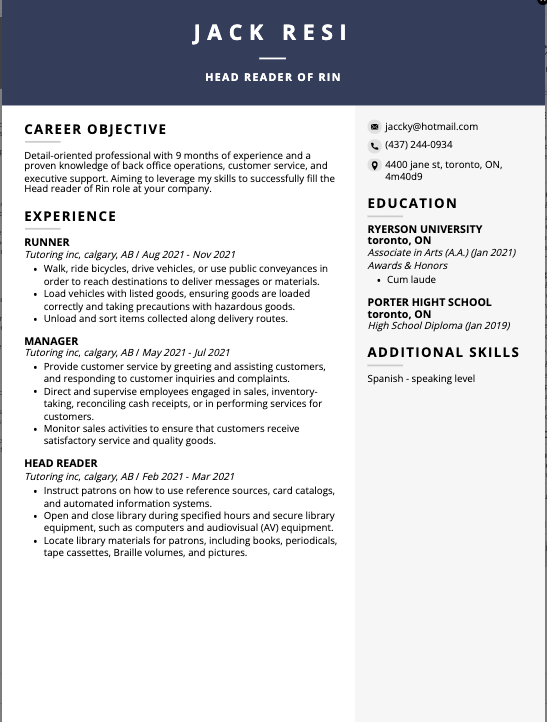 JACK RESI
HEAD READER OF RIN
CAREER OBJECTIVE
Detail-oriented professional with 9 months of experience and a
proven knowledge of back office operations, customer service, and
executive support. Aiming to leverage my skills to successfully fill the
Head reader of Rin role at your company.
EXPERIENCE
RUNNER
Tutoring inc, calgary, AB / Aug 2021 - Nov 2021
• Walk, ride bicycles, drive vehicles, or use public conveyances in
order to reach destinations to deliver messages or materials.
• Load vehicles with listed goods, ensuring goods are loaded
correctly and taking precautions with hazardous goods.
• Unload and sort items collected along delivery routes.
MANAGER
Tutoring inc, calgary, AB / May 2021 - Jul 2021
• Provide customer service by greeting and assisting customers,
and responding to customer inquiries and complaints.
• Direct and supervise employees engaged in sales, inventory-
taking, reconciling cash receipts, or in performing services for
customers.
• Monitor sales activities to ensure that customers receive
satisfactory service and quality goods.
HEAD READER
Tutoring inc, calgary, AB / Feb 2021 - Mar 2021
• Instruct patrons on how to use reference sources, card catalogs,
and automated information systems.
• Open and close library during specified hours and secure library
equipment, such as computers and audiovisual (AV) equipment.
• Locate library materials for patrons, including books, periodicals,
tape cassettes, Braille volumes, and pictures.
jaccky@hotmail.com
(437) 244-0934
4400 jane st, toronto, ON,
4m40d9
EDUCATION
RYERSON UNIVERSITY
toronto, ON
Associate in Arts (A.A.) (Jan 2021)
Awards & Honors
• Cum laude
PORTER HIGHT SCHOOL
toronto, ON
High School Diploma (Jan 2019)
ADDITIONAL SKILLS
Spanish - speaking level